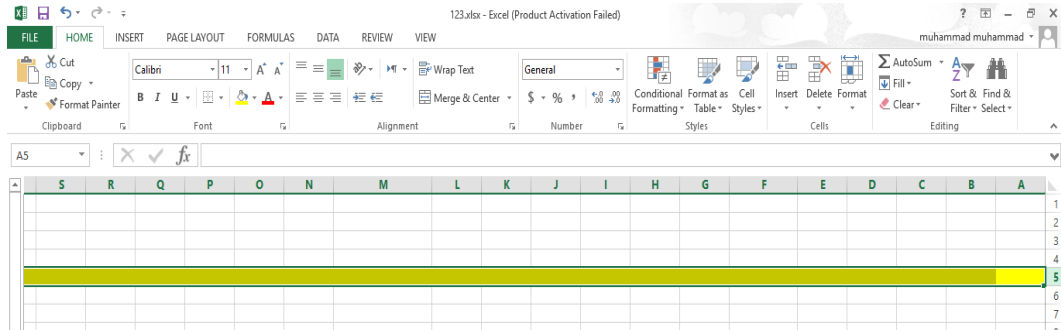 123.xlsx - Excel (Product Activation Failed)
FILE HOME INSERT PAGE LAYOUT FORMULAS DATA REVIEW VIEW muhammad muhammad
Cut
Copy
Format Painter
Paste
Clipboard
Calibri 11
B I U
Font
Wrap Text
Merge & Center
Alignment
General
$ % ,
Number
Conditional Formatting
Format as Table
Cell Styles
Styles
Insert Delete Format
Cells
AutoSum
Fill
Clear
Sort & Filter
Find & Select
Editing
A5 fx
S R Q P O N M L K J I H G F E D C B A
1
2
3
4
5
6
7